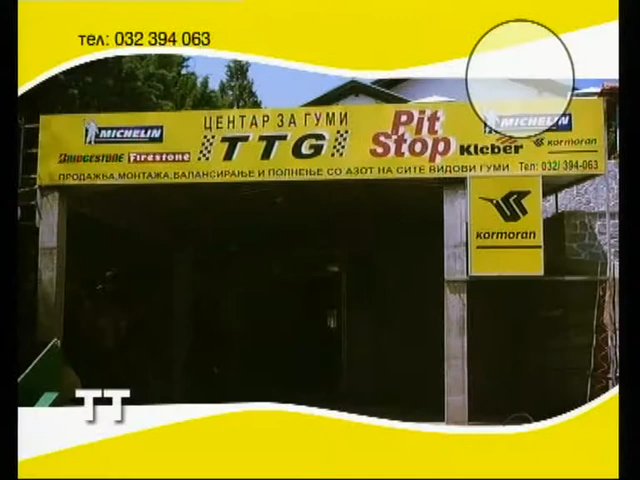 тел: 032 394 063
ЦЕНТАР ЗА ГУМИ
MICHELIN
BRIDGESTONE Firestone
TTG
Pit Stop
MICHELIN
Kleber
kormoran
ПРОДАЖБА, МОНТАЖА, БАЛАНСИРАЊЕ И ПОЛНЕЊЕ СО АЗОТ НА СИТЕ ВИДОВИ ГУМИ Тел: 032/ 394-063
kormoran
ТТ